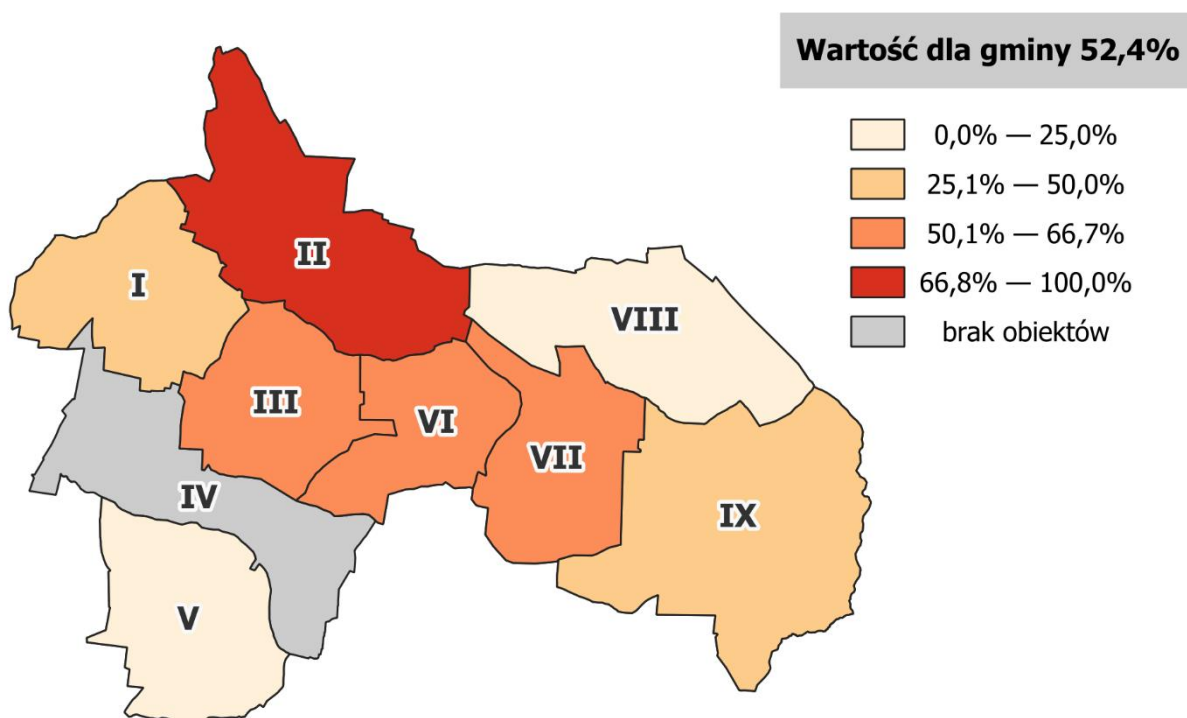 Wartość dla gminy 52,4%
0,0% — 25,0%
25,1% — 50,0%
50,1% — 66,7%
66,8% — 100,0%
brak obiektów
II
I
VIII
III
VI
VII
IV
IX
V